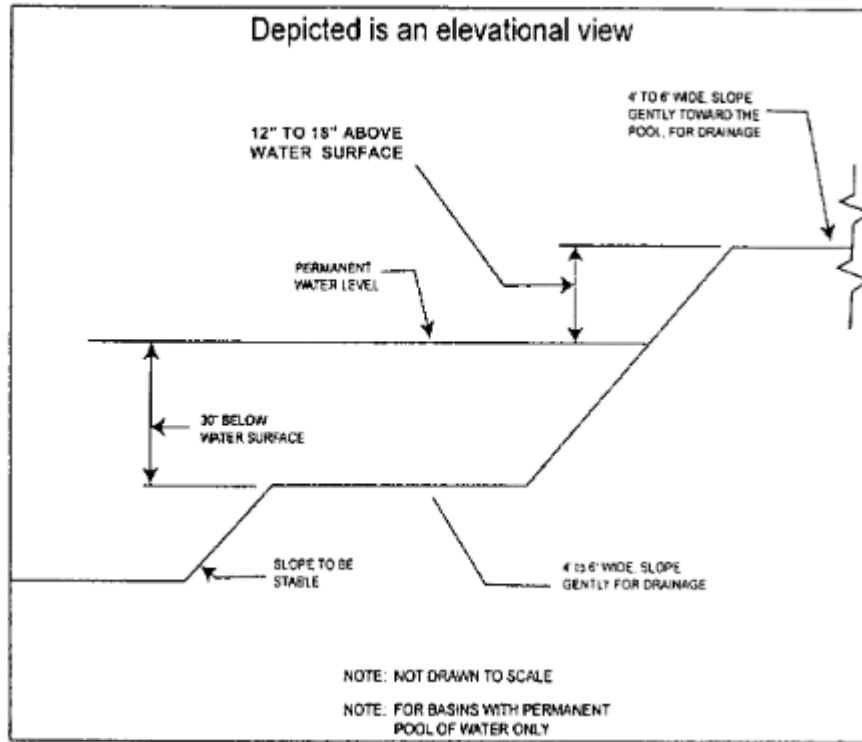 Depicted is an elevational view
4' TO 6' WIDE, SLOPE
GENTLY TOWARD THE
POOL, FOR DRAINAGE
12" TO 18" ABOVE
WATER SURFACE
PERMANENT
WATER LEVEL
30" BELOW
WATER SURFACE
SLOPE TO BE
STABLE
4' to 6' WIDE, SLOPE
GENTLY FOR DRAINAGE
NOTE: NOT DRAWN TO SCALE
NOTE: FOR BASINS WITH PERMANENT
POOL OF WATER ONLY